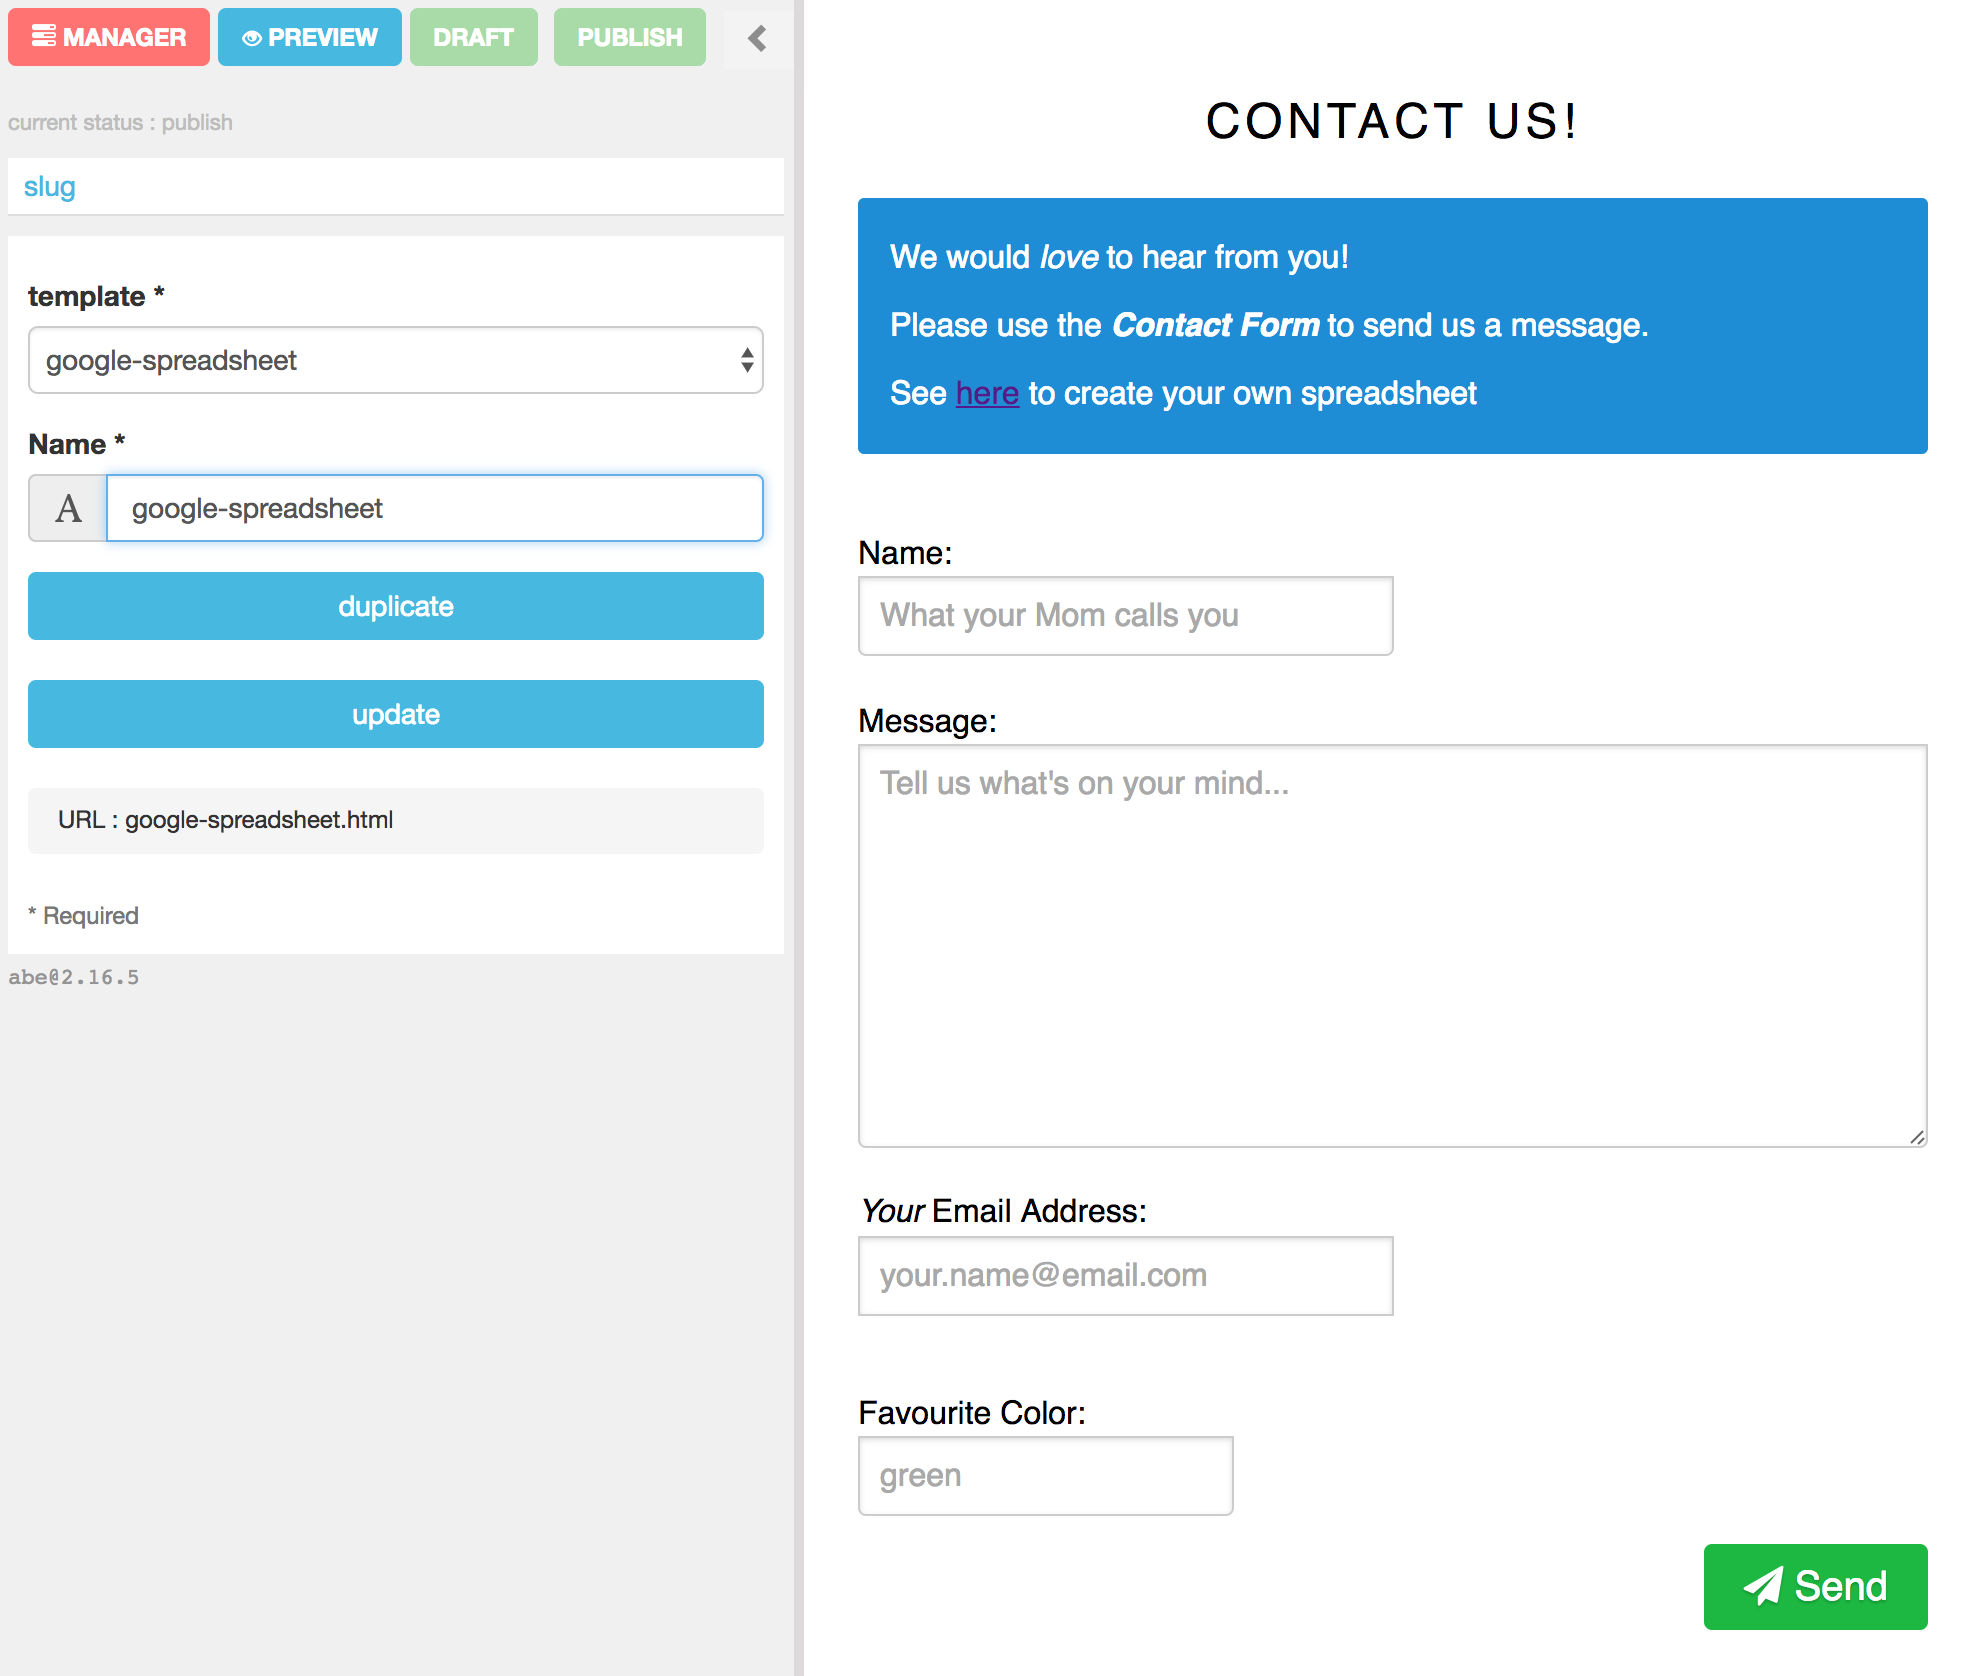 MANAGER PREVIEW DRAFT PUBLISH
current status : publish
slug
template *
google-spreadsheet
Name *
A google-spreadsheet
duplicate
update
URL : google-spreadsheet.html
* Required
abe@2.16.5
CONTACT US!
We would love to hear from you!
Please use the Contact Form to send us a message.
See here to create your own spreadsheet
Name:
What your Mom calls you
Message:
Tell us what's on your mind...
Your Email Address:
your.name@email.com
Favourite Color:
green
Send